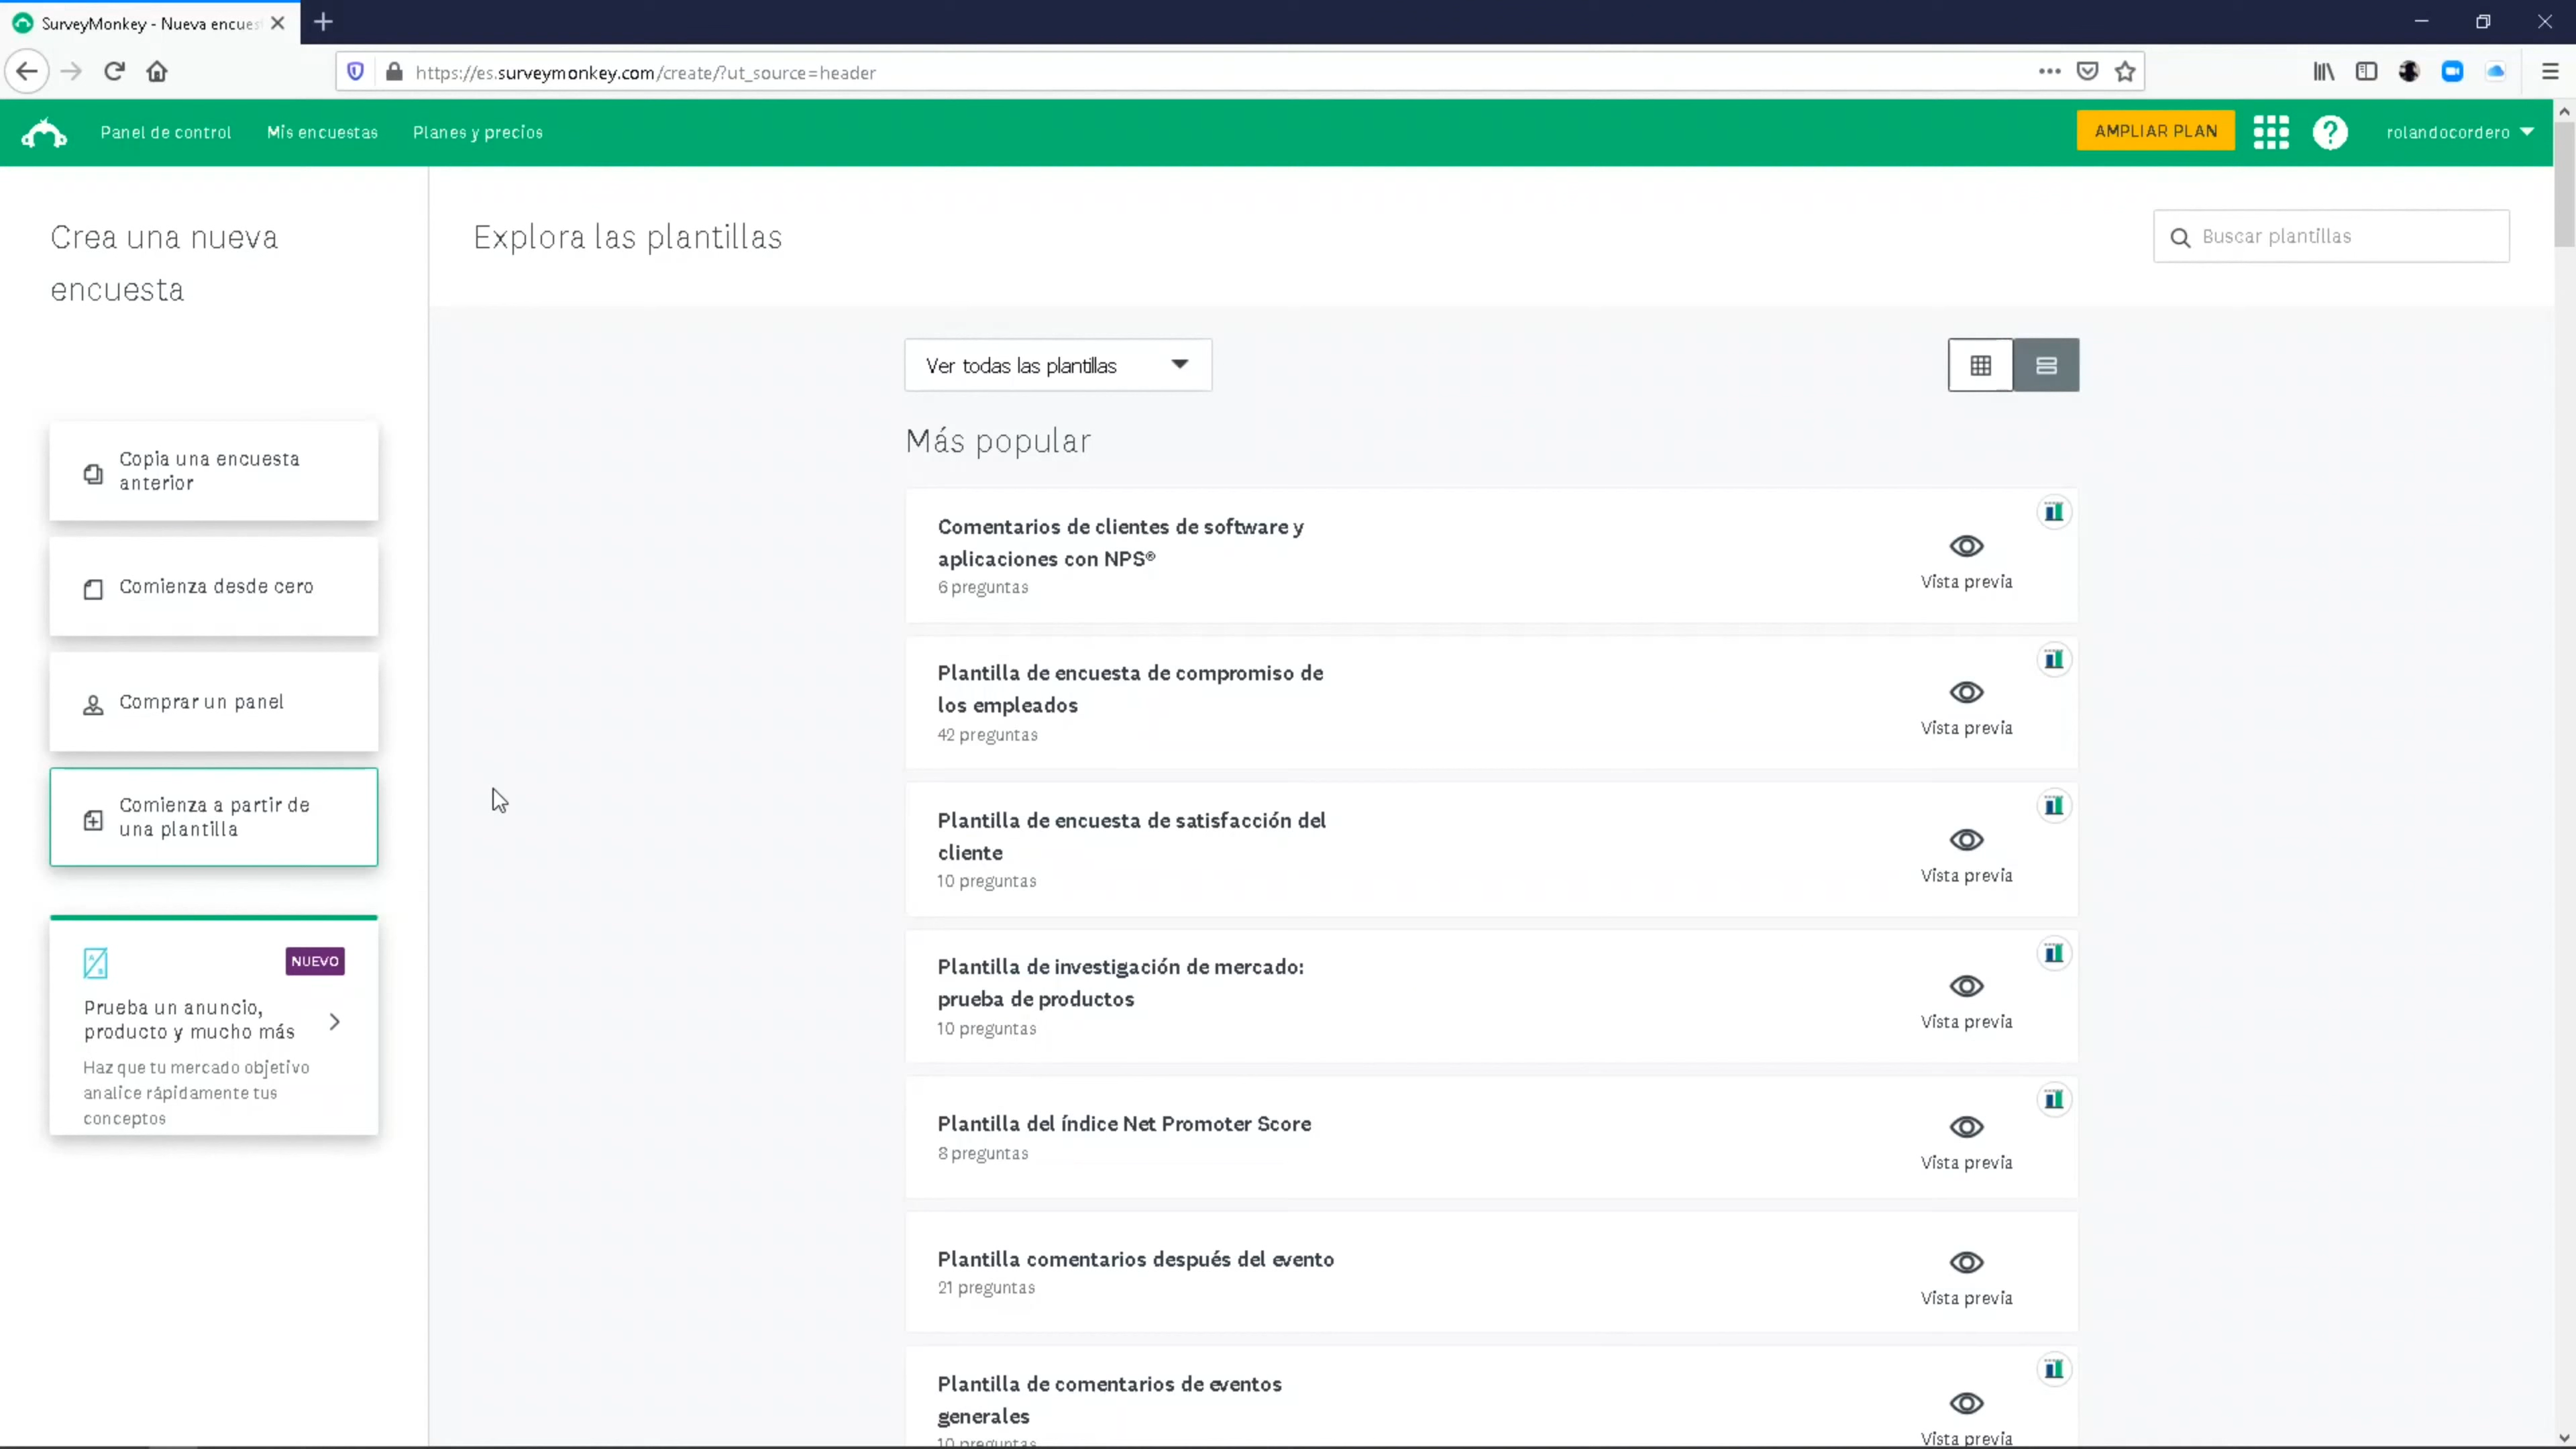 SurveyMonkey - Nueva encues
https://es.surveymonkey.com/create/?ut_source=header
Panel de control
Mis encuestas
Planes y precios
AMPLIAR PLAN
rolandocordero
Crea una nueva
encuesta
Copia una encuesta
anterior
Comienza desde cero
Comprar un panel
Comienza a partir de
una plantilla
NUEVO
Prueba un anuncio,
producto y mucho más
Haz que tu mercado objetivo
analice rápidamente tus
conceptos
Explora las plantillas
Buscar plantillas
Ver todas las plantillas
Más popular
Comentarios de clientes de software y
aplicaciones con NPS®
6 preguntas
Vista previa
Plantilla de encuesta de compromiso de
los empleados
42 preguntas
Vista previa
Plantilla de encuesta de satisfacción del
cliente
10 preguntas
Vista previa
Plantilla de investigación de mercado:
prueba de productos
10 preguntas
Vista previa
Plantilla del índice Net Promoter Score
8 preguntas
Vista previa
Plantilla comentarios después del evento
21 preguntas
Vista previa
Plantilla de comentarios de eventos
generales
10 preguntas
Vista previa